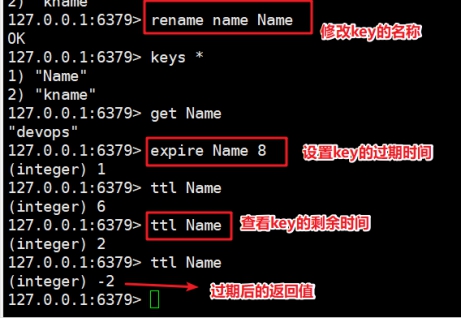 2) "kname"
127.0.0.1:6379> rename name Name
修改key的名称
OK
127.0.0.1:6379> keys *
1) "Name"
2) "kname"
127.0.0.1:6379> get Name
"devops"
127.0.0.1:6379> expire Name 8
设置key的过期时间
(integer) 1
127.0.0.1:6379> ttl Name
(integer) 6
127.0.0.1:6379> ttl Name
查看key的剩余时间
(integer) 2
127.0.0.1:6379> ttl Name
(integer) -2
过期后的返回值
127.0.0.1:6379>